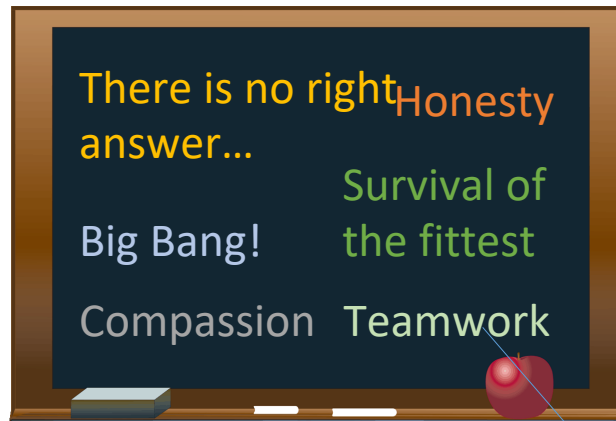 There is no right
answer...
Honesty
Survival of
the fittest
Big Bang!
Compassion
Teamwork